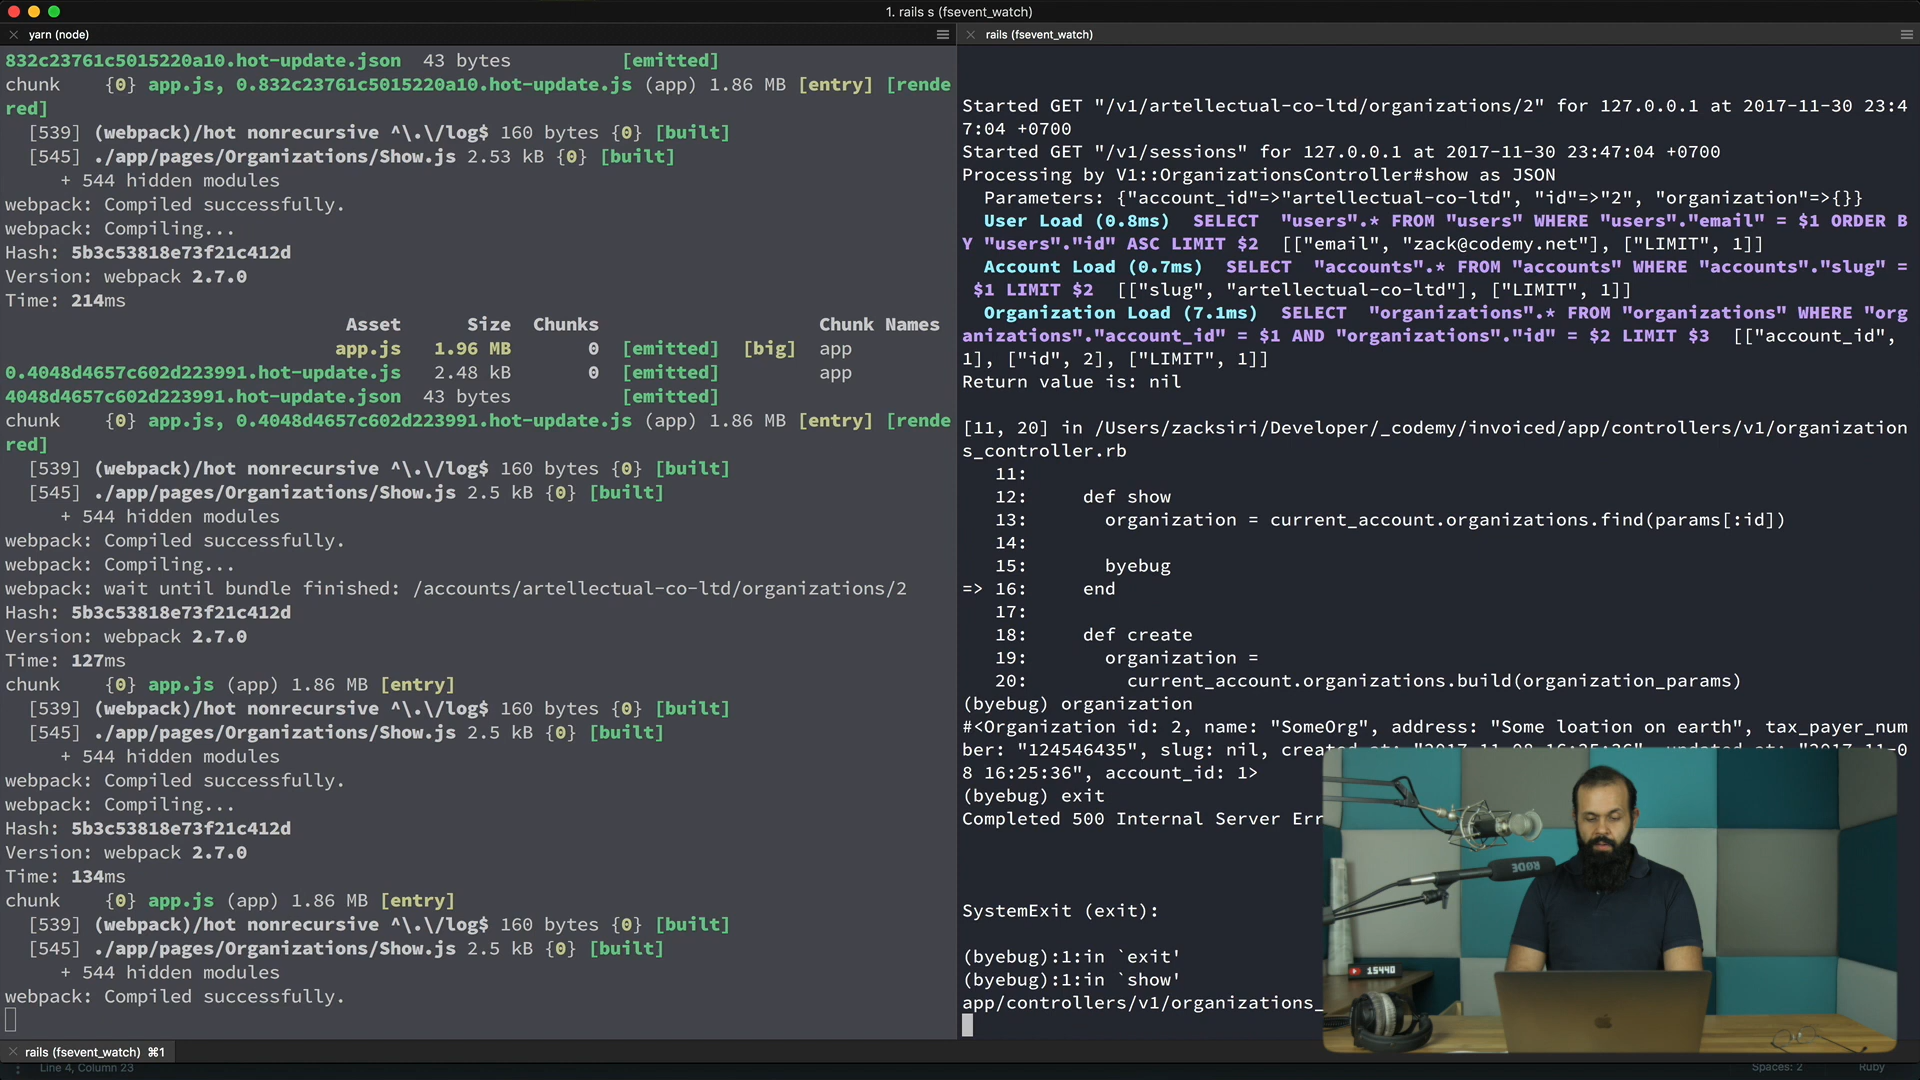 1. rails s (fsevent_watch)
yarn (node)
832c23761c5015220a10.hot-update.json 43 bytes [emitted]
chunk {0} app.js, 0.832c23761c5015220a10.hot-update.js (app) 1.86 MB [entry] [rende
red]
[539] (webpack)/hot nonrecursive ^\.\/log$ 160 bytes {0} [built]
[545] ./app/pages/Organizations/Show.js 2.53 kB {0} [built]
+ 544 hidden modules
webpack: Compiled successfully.
webpack: Compiling...
Hash: 5b3c53818e73f21c412d
Version: webpack 2.7.0
Time: 214ms
Asset Size Chunks Chunk Names
app.js 1.96 MB 0 [emitted] [big] app
0.4048d4657c602d223991.hot-update.js 2.48 kB 0 [emitted] app
4048d4657c602d223991.hot-update.json 43 bytes [emitted]
chunk {0} app.js, 0.4048d4657c602d223991.hot-update.js (app) 1.86 MB [entry] [rende
red]
[539] (webpack)/hot nonrecursive ^\.\/log$ 160 bytes {0} [built]
[545] ./app/pages/Organizations/Show.js 2.5 kB {0} [built]
+ 544 hidden modules
webpack: Compiled successfully.
webpack: Compiling...
webpack: wait until bundle finished: /accounts/artellectual-co-ltd/organizations/2
Hash: 5b3c53818e73f21c412d
Version: webpack 2.7.0
Time: 127ms
chunk {0} app.js (app) 1.86 MB [entry]
[539] (webpack)/hot nonrecursive ^\.\/log$ 160 bytes {0} [built]
[545] ./app/pages/Organizations/Show.js 2.5 kB {0} [built]
+ 544 hidden modules
webpack: Compiled successfully.
webpack: Compiling...
Hash: 5b3c53818e73f21c412d
Version: webpack 2.7.0
Time: 134ms
chunk {0} app.js (app) 1.86 MB [entry]
[539] (webpack)/hot nonrecursive ^\.\/log$ 160 bytes {0} [built]
[545] ./app/pages/Organizations/Show.js 2.5 kB {0} [built]
+ 544 hidden modules
webpack: Compiled successfully.
rails (fsevent_watch)
Started GET "/v1/artellectual-co-ltd/organizations/2" for 127.0.0.1 at 2017-11-30 23:4
7:04 +0700
Started GET "/v1/sessions" for 127.0.0.1 at 2017-11-30 23:47:04 +0700
Processing by V1::OrganizationsController#show as JSON
Parameters: {"account_id"=>"artellectual-co-ltd", "id"=>"2", "organization"=>{}}
User Load (0.8ms) SELECT "users".* FROM "users" WHERE "users"."email" = $1 ORDER B
Y "users"."id" ASC LIMIT $2 [["email", "zack@codemy.net"], ["LIMIT", 1]]
Account Load (0.7ms) SELECT "accounts".* FROM "accounts" WHERE "accounts"."slug" =
$1 LIMIT $2 [["slug", "artellectual-co-ltd"], ["LIMIT", 1]]
Organization Load (7.1ms) SELECT "organizations".* FROM "organizations" WHERE "org
anizations"."account_id" = $1 AND "organizations"."id" = $2 LIMIT $3 [["account_id",
1], ["id", 2], ["LIMIT", 1]]
Return value is: nil
[11, 20] in /Users/zacksiri/Developer/_codemy/invoiced/app/controllers/v1/organization
s_controller.rb
11:
12: def show
13: organization = current_account.organizations.find(params[:id])
14:
15: byebug
=> 16: end
17:
18: def create
19: organization =
20: current_account.organizations.build(organization_params)
(byebug) organization
#<Organization id: 2, name: "SomeOrg", address: "Some loation on earth", tax_payer_num
ber: "124546435", slug: nil, created_at: "2017-11-08 16:25:36", updated_at: "2017-11-0
8 16:25:36", account_id: 1>
(byebug) exit
Completed 500 Internal Server Err
SystemExit (exit):
(byebug):1:in `exit'
(byebug):1:in `show'
app/controllers/v1/organizations_
RØDE
15440
rails (fsevent_watch) ⌘1
Line 4, Column 23
Spaces: 2
Ruby